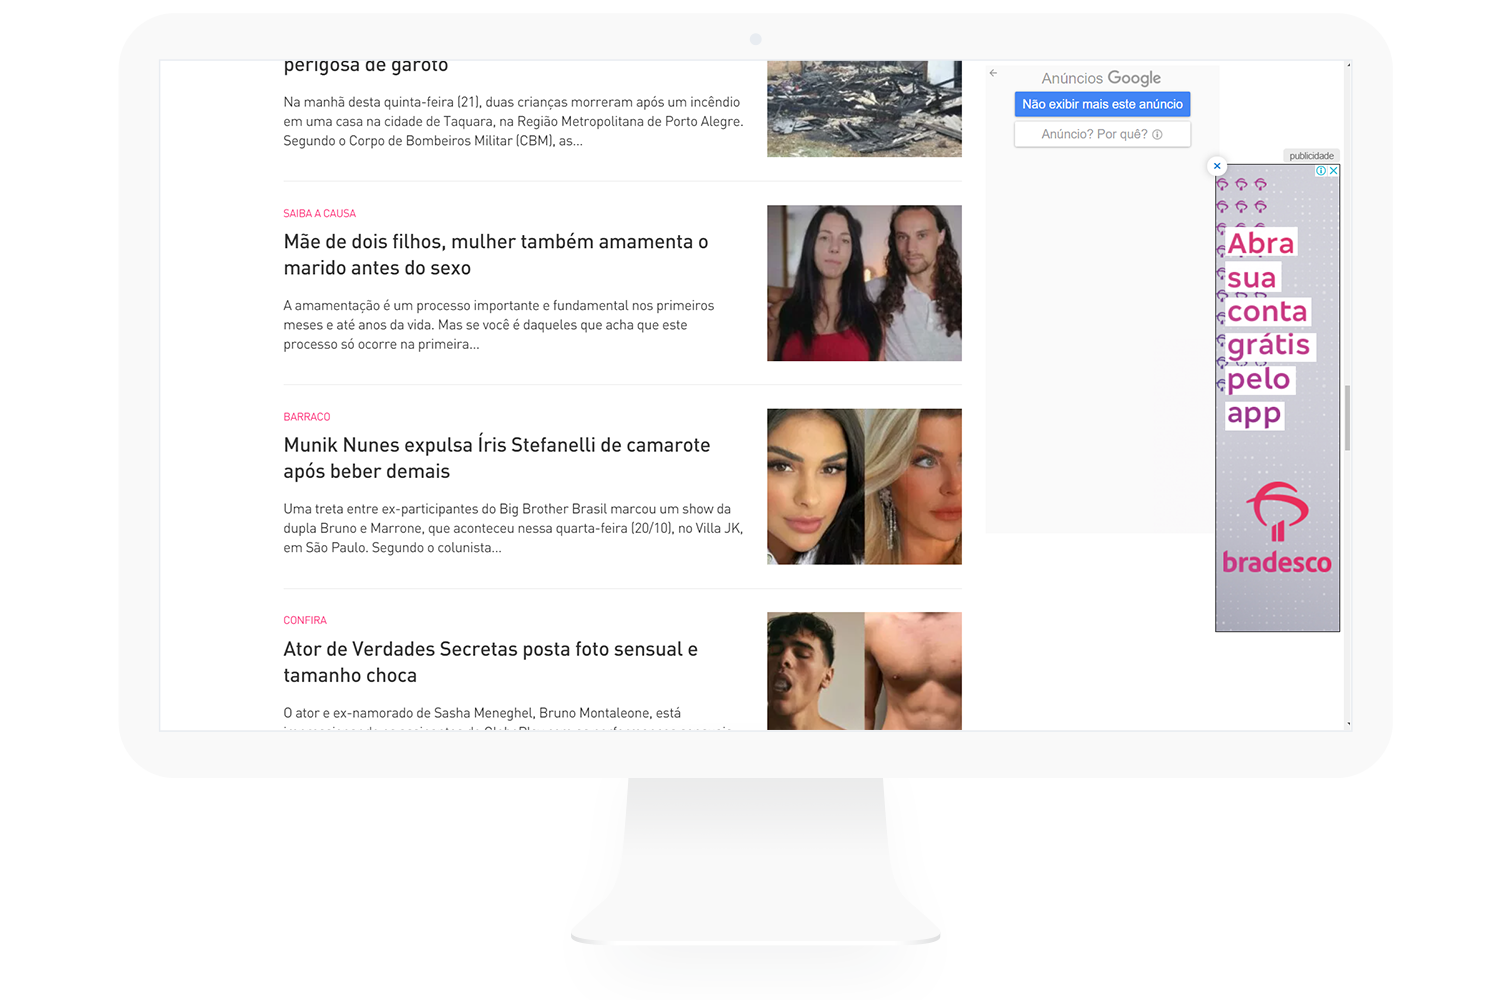 perigosa de garoto
Na manhã desta quinta-feira (21), duas crianças morreram após um incêndio
em uma casa na cidade de Taquara, na Região Metropolitana de Porto Alegre.
Segundo o Corpo de Bombeiros Militar (CBM), as...
SAIBA A CAUSA
Mãe de dois filhos, mulher também amamenta o
marido antes do sexo
A amamentação é um processo importante e fundamental nos primeiros
meses e até anos da vida. Mas se você é daqueles que acha que este
processo só ocorre na primeira...
BARRACO
Munik Nunes expulsa Íris Stefanelli de camarote
após beber demais
Uma treta entre ex-participantes do Big Brother Brasil marcou um show da
dupla Bruno e Marrone, que aconteceu nessa quarta-feira (20/10), no Villa JK,
em São Paulo. Segundo o colunista...
CONFIRA
Ator de Verdades Secretas posta foto sensual e
tamanho choca
O ator e ex-namorado de Sasha Meneghel, Bruno Montaleone, está
Anúncios Google
Não exibir mais este anúncio
Anúncio? Por quê?
publicidade
Abra
sua
conta
grátis
pelo
app
bradesco